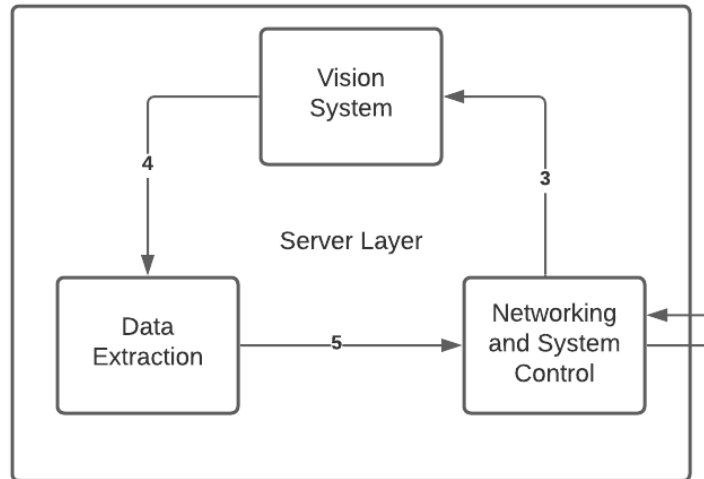 Vision
System
4
3
Server Layer
Data
Extraction
5
Networking
and System
Control